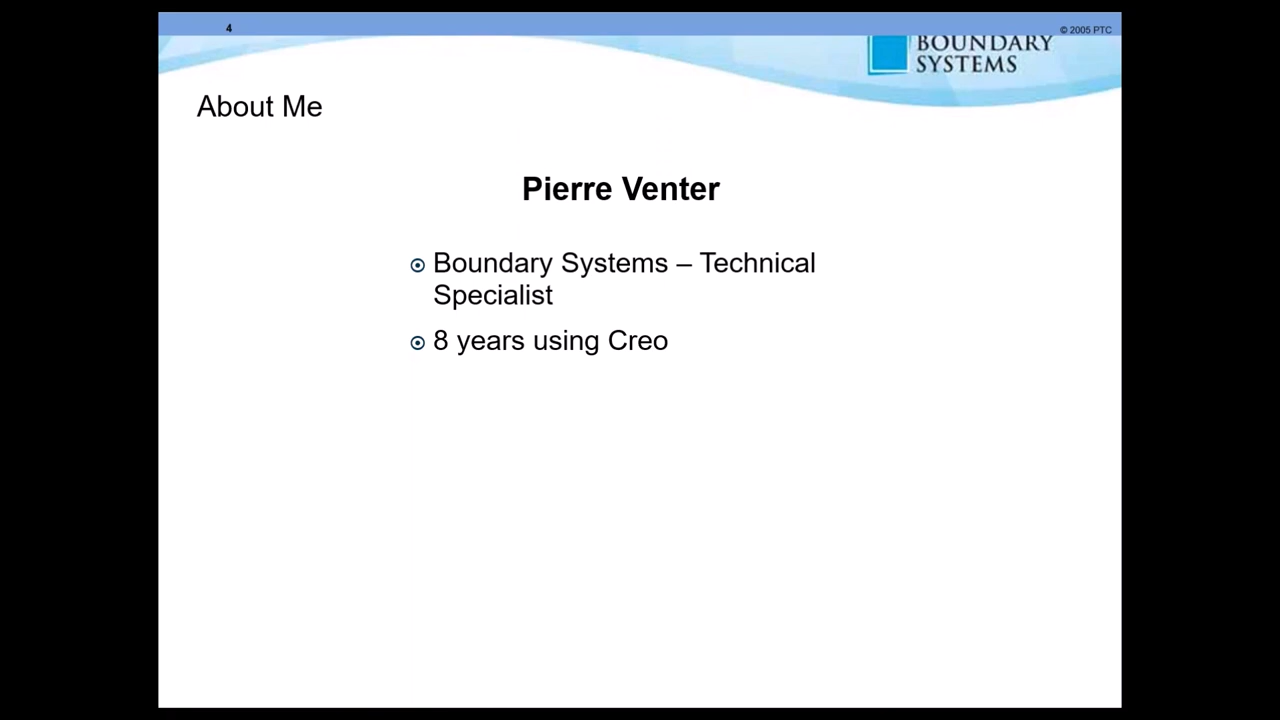 4
© 2005 PTC
BOUNDARY
SYSTEMS
About Me
Pierre Venter
Boundary Systems – Technical
Specialist
8 years using Creo